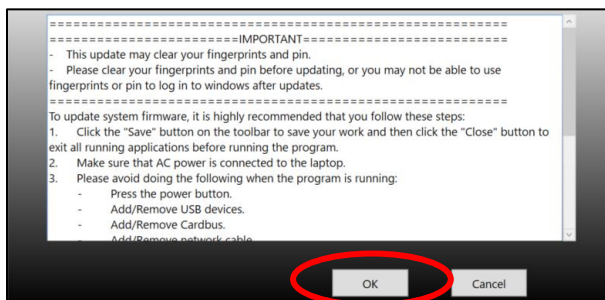 ===========================================================
========================IMPORTANT==========================
- This update may clear your fingerprints and pin.
- Please clear your fingerprints and pin before updating, or you may not be able to use
fingerprints or pin to log in to windows after updates.
===========================================================
To update system firmware, it is highly recommended that you follow these steps:
1. Click the "Save" button on the toolbar to save your work and then click the "Close" button to
exit all running applications before running the program.
2. Make sure that AC power is connected to the laptop.
3. Please avoid doing the following when the program is running:
- Press the power button.
- Add/Remove USB devices.
- Add/Remove Cardbus.
- Add/Remove network cable
OK Cancel